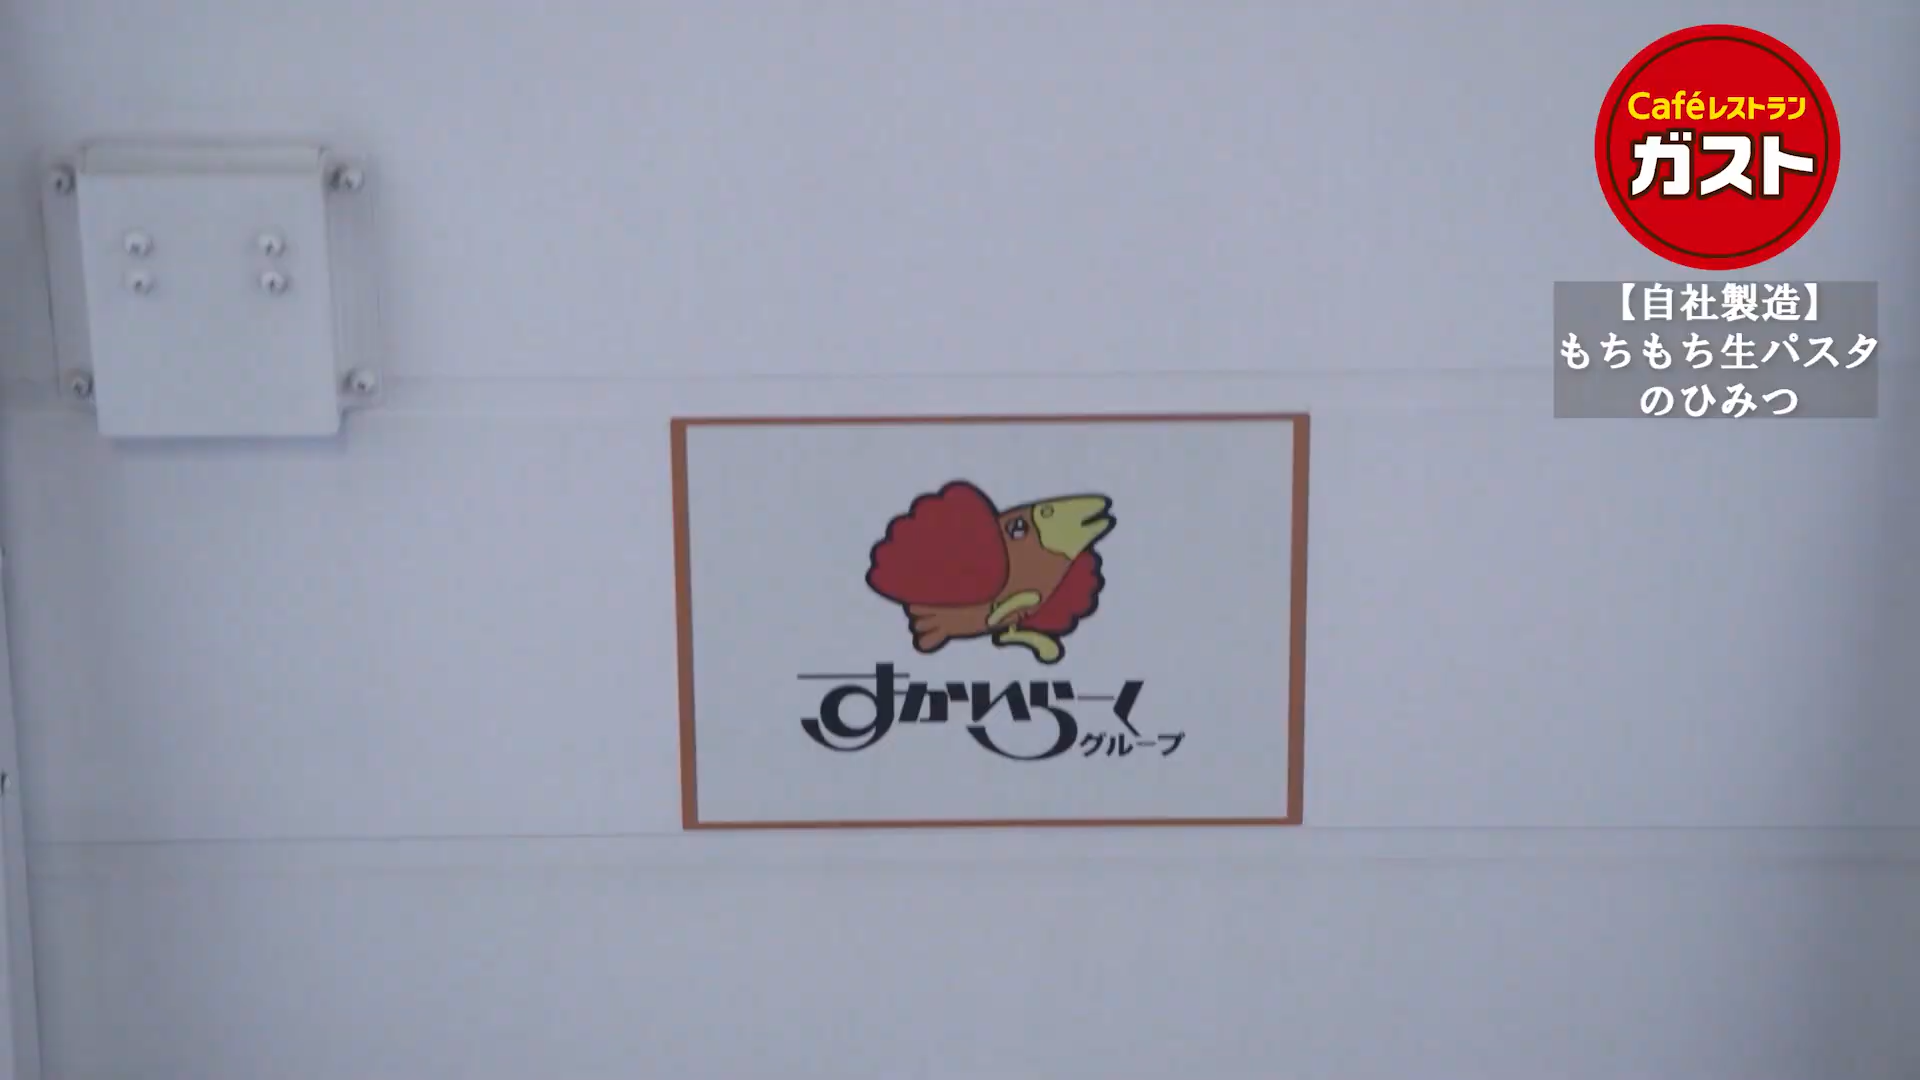 Caféレストラン
ガスト
【自社製造】
もちもち生パスタ
のひみつ
すかいらーく
グループ